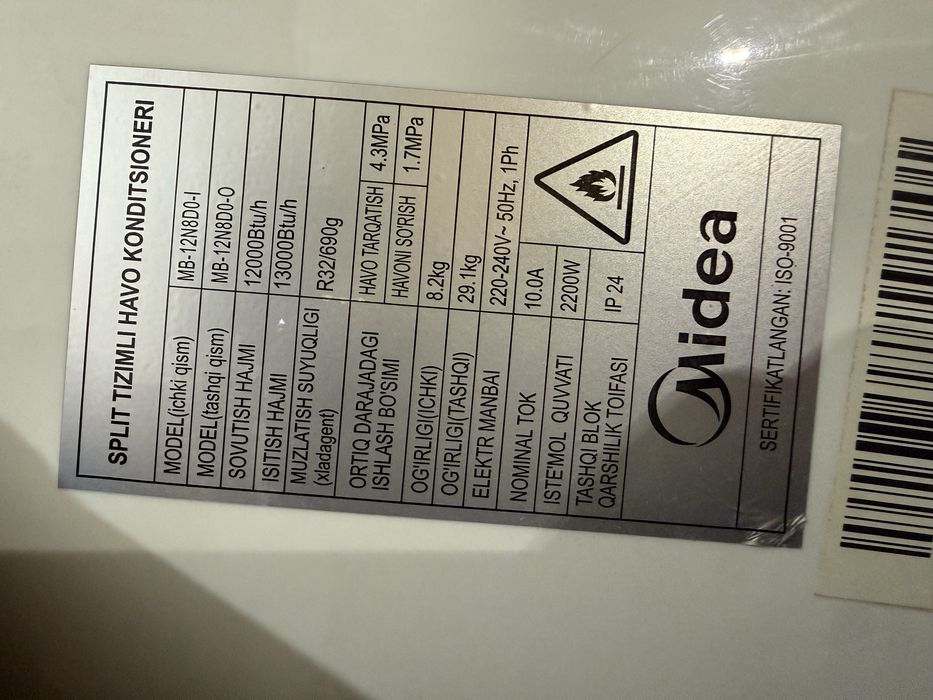 SPLIT TIZIMLI HAVO KONDITSIONERI
MODEL(ichki qism) MB-12N8D0-I
MODEL(tashqi qism) MB-12N8D0-O
SOVUTISH HAJMI 12000Btu/h
ISITISH HAJMI 13000Btu/h
MUZLATISH SUYUQLIGI
(xladagent) R32/690g
ORTIQ DARAJADAGI
ISHLASH BO'SIMI
HAVO TARQATISH 4.3MPa
HAVONI SO'RISH 1.7MPa
OG'IRLIGI(ICHKI) 8.2kg
OG'IRLIGI(TASHQI) 29.1kg
ELEKTR MANBAI 220-240V~ 50Hz, 1Ph
NOMINAL TOK 10.0A
ISTE'MOL QUVVATI 2200W
TASHQI BLOK
QARSHILIK TOIFASI IP 24
Midea
SERTIFIKATLANGAN: ISO-9001